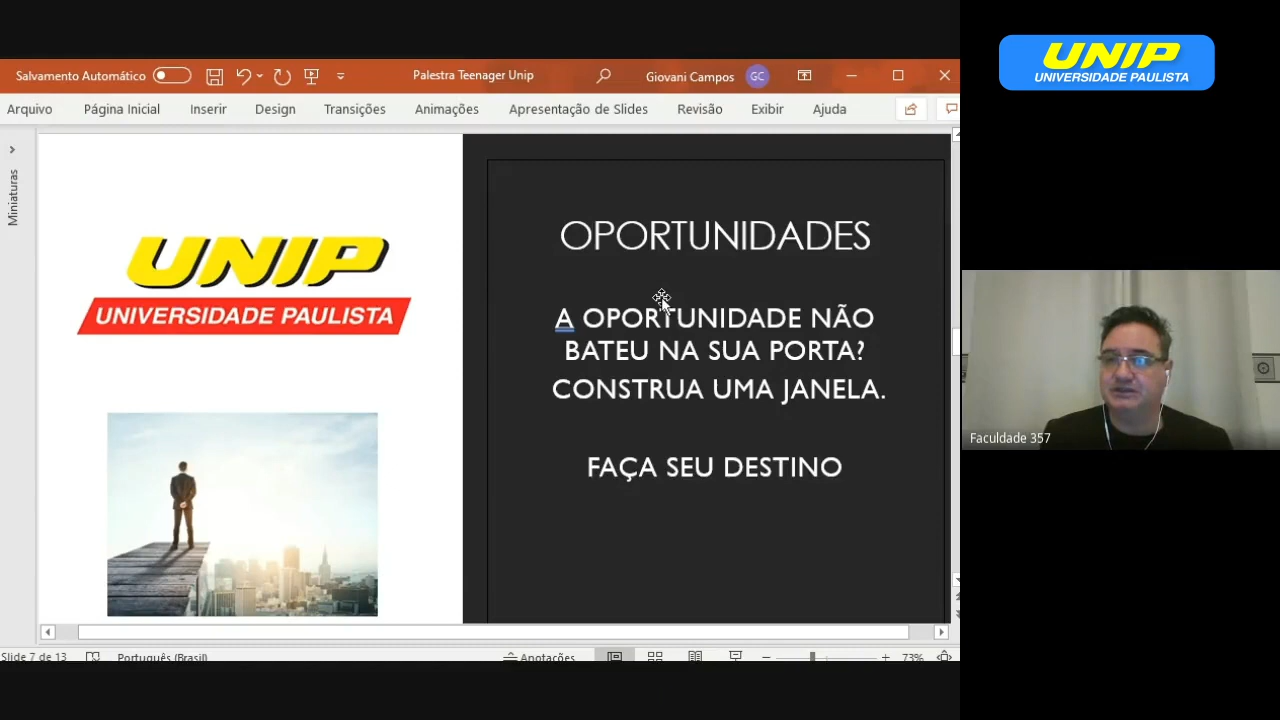 Salvamento Automático
Palestra Teenager Unip
Giovani Campos
GC
Arquivo
Página Inicial
Inserir
Design
Transições
Animações
Apresentação de Slides
Revisão
Exibir
Ajuda
Miniaturas
UNIP
UNIVERSIDADE PAULISTA
OPORTUNIDADES
A OPORTUNIDADE NÃO
BATEU NA SUA PORTA?
CONSTRUA UMA JANELA.
FAÇA SEU DESTINO
Slide 7 de 13
Português (Brasil)
Anotações
73%
UNIP
UNIVERSIDADE PAULISTA
Faculdade 357